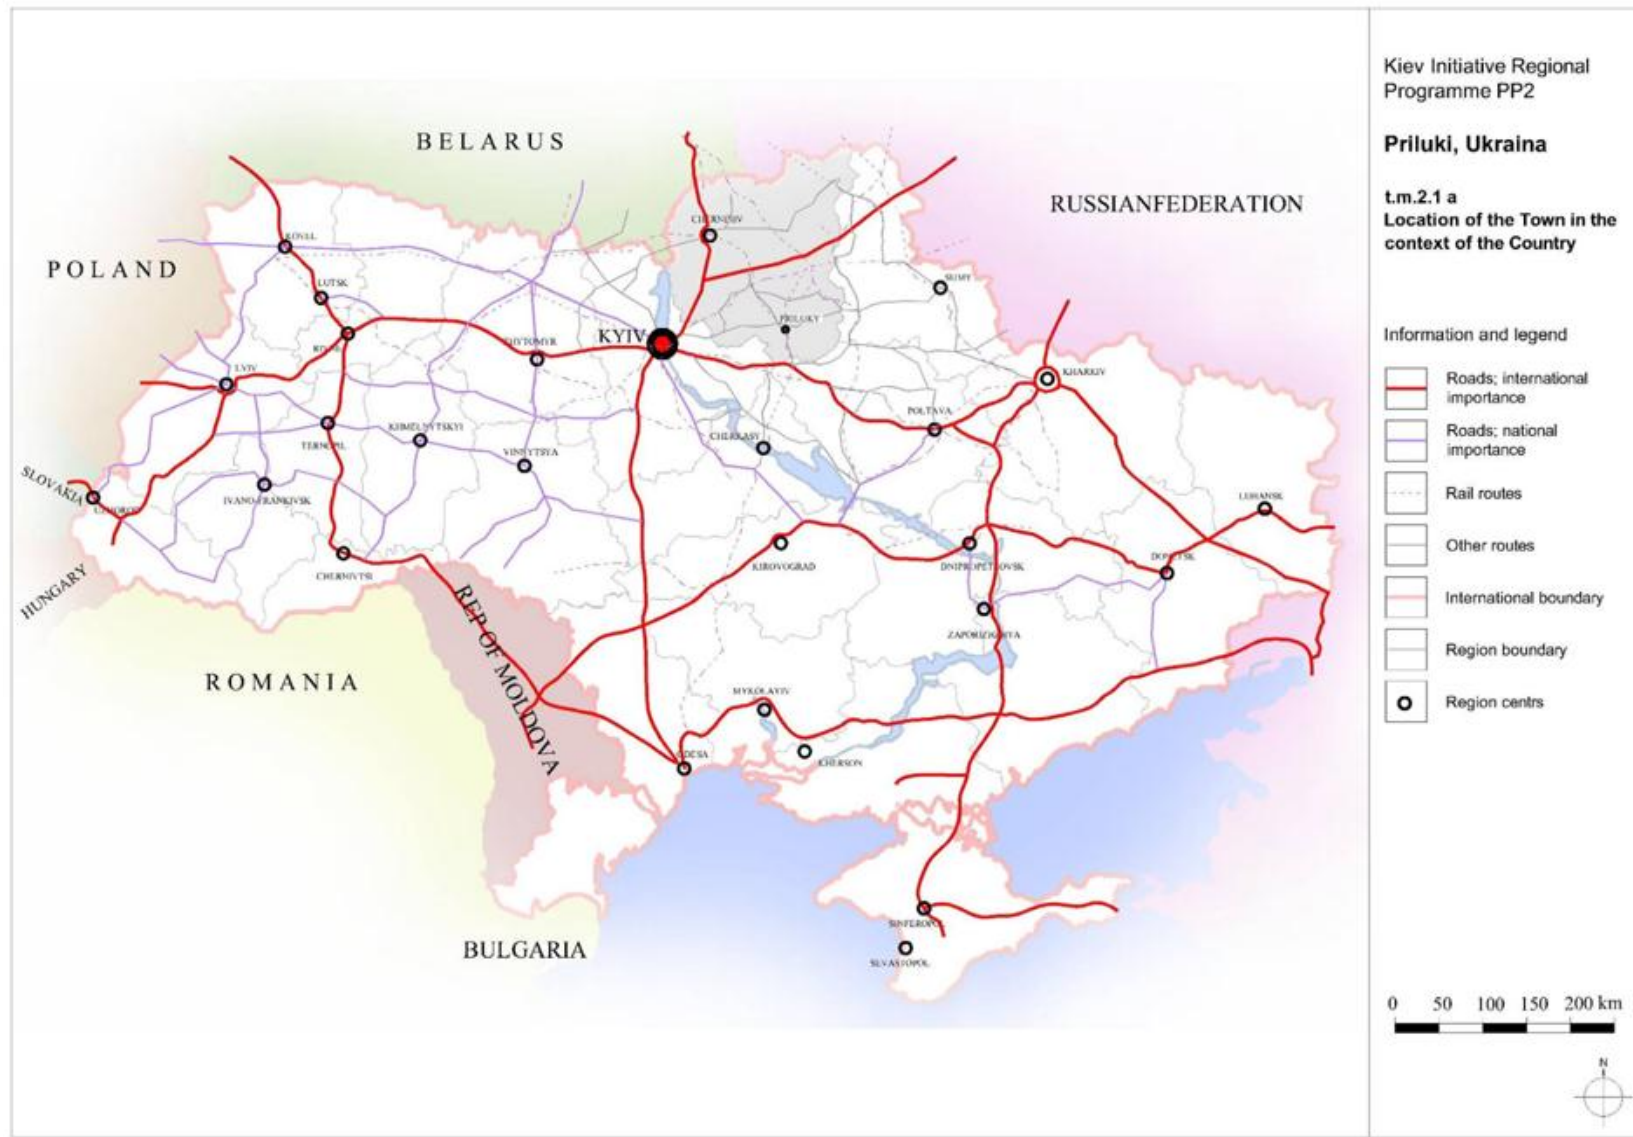 Kiev Initiative Regional
Programme PP2
Priluki, Ukraina
t.m.2.1 a
Location of the Town in the
context of the Country
Information and legend
Roads; international
importance
Roads; national
importance
Rail routes
Other routes
International boundary
Region boundary
Region centrs
0 50 100 150 200 km
N
BELARUS
RUSSIANFEDERATION
POLAND
SLOVAKIA
HUNGARY
ROMANIA
REP OF MOLDOVA
BULGARIA
CHERNIHIV
KOVEL
SUMY
LUTSK
PRILUKY
KYIV
ZHYTOMYR
LVIV
KHARKIV
POLTAVA
KHMELNYTSKYI
CHERKASY
TERNOPIL
VINNYTSYA
IVANO-FRANKIVSK
LUHANSK
DONETSK
KIROVOGRAD
DNIPROPETROVSK
CHERNIVTSI
ZAPORIZHZHYA
MYKOLAYIV
ODESA
KHERSON
SIMFEROPOL
SEVASTOPOL